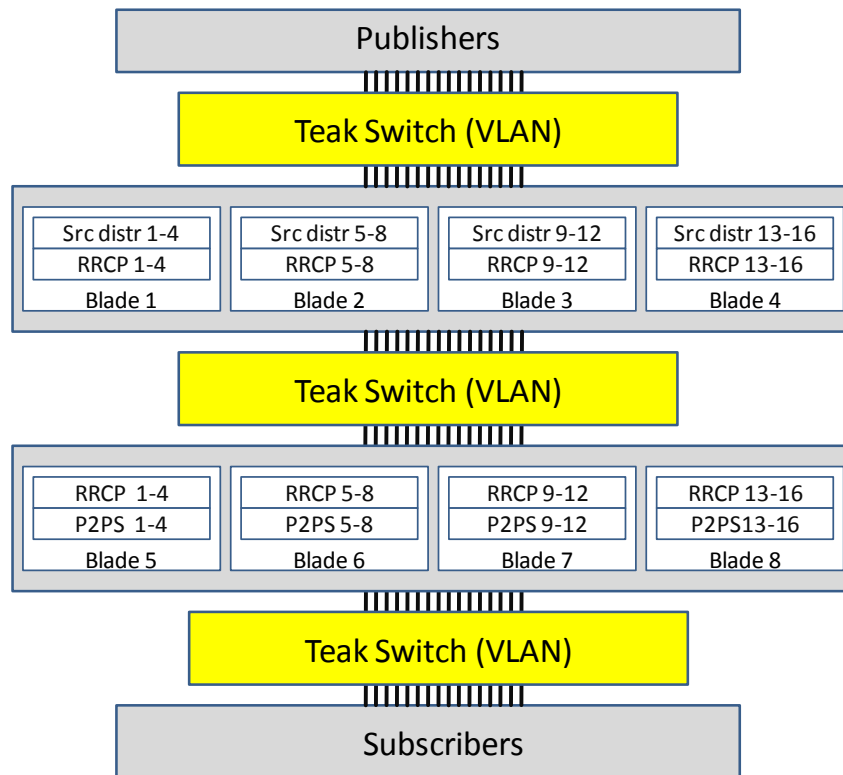 Publishers
Teak Switch (VLAN)
Src distr 1-4
RRCP 1-4
Blade 1
Src distr 5-8
RRCP 5-8
Blade 2
Src distr 9-12
RRCP 9-12
Blade 3
Src distr 13-16
RRCP 13-16
Blade 4
Teak Switch (VLAN)
RRCP 1-4
P2PS 1-4
Blade 5
RRCP 5-8
P2PS 5-8
Blade 6
RRCP 9-12
P2PS 9-12
Blade 7
RRCP 13-16
P2PS13-16
Blade 8
Teak Switch (VLAN)
Subscribers